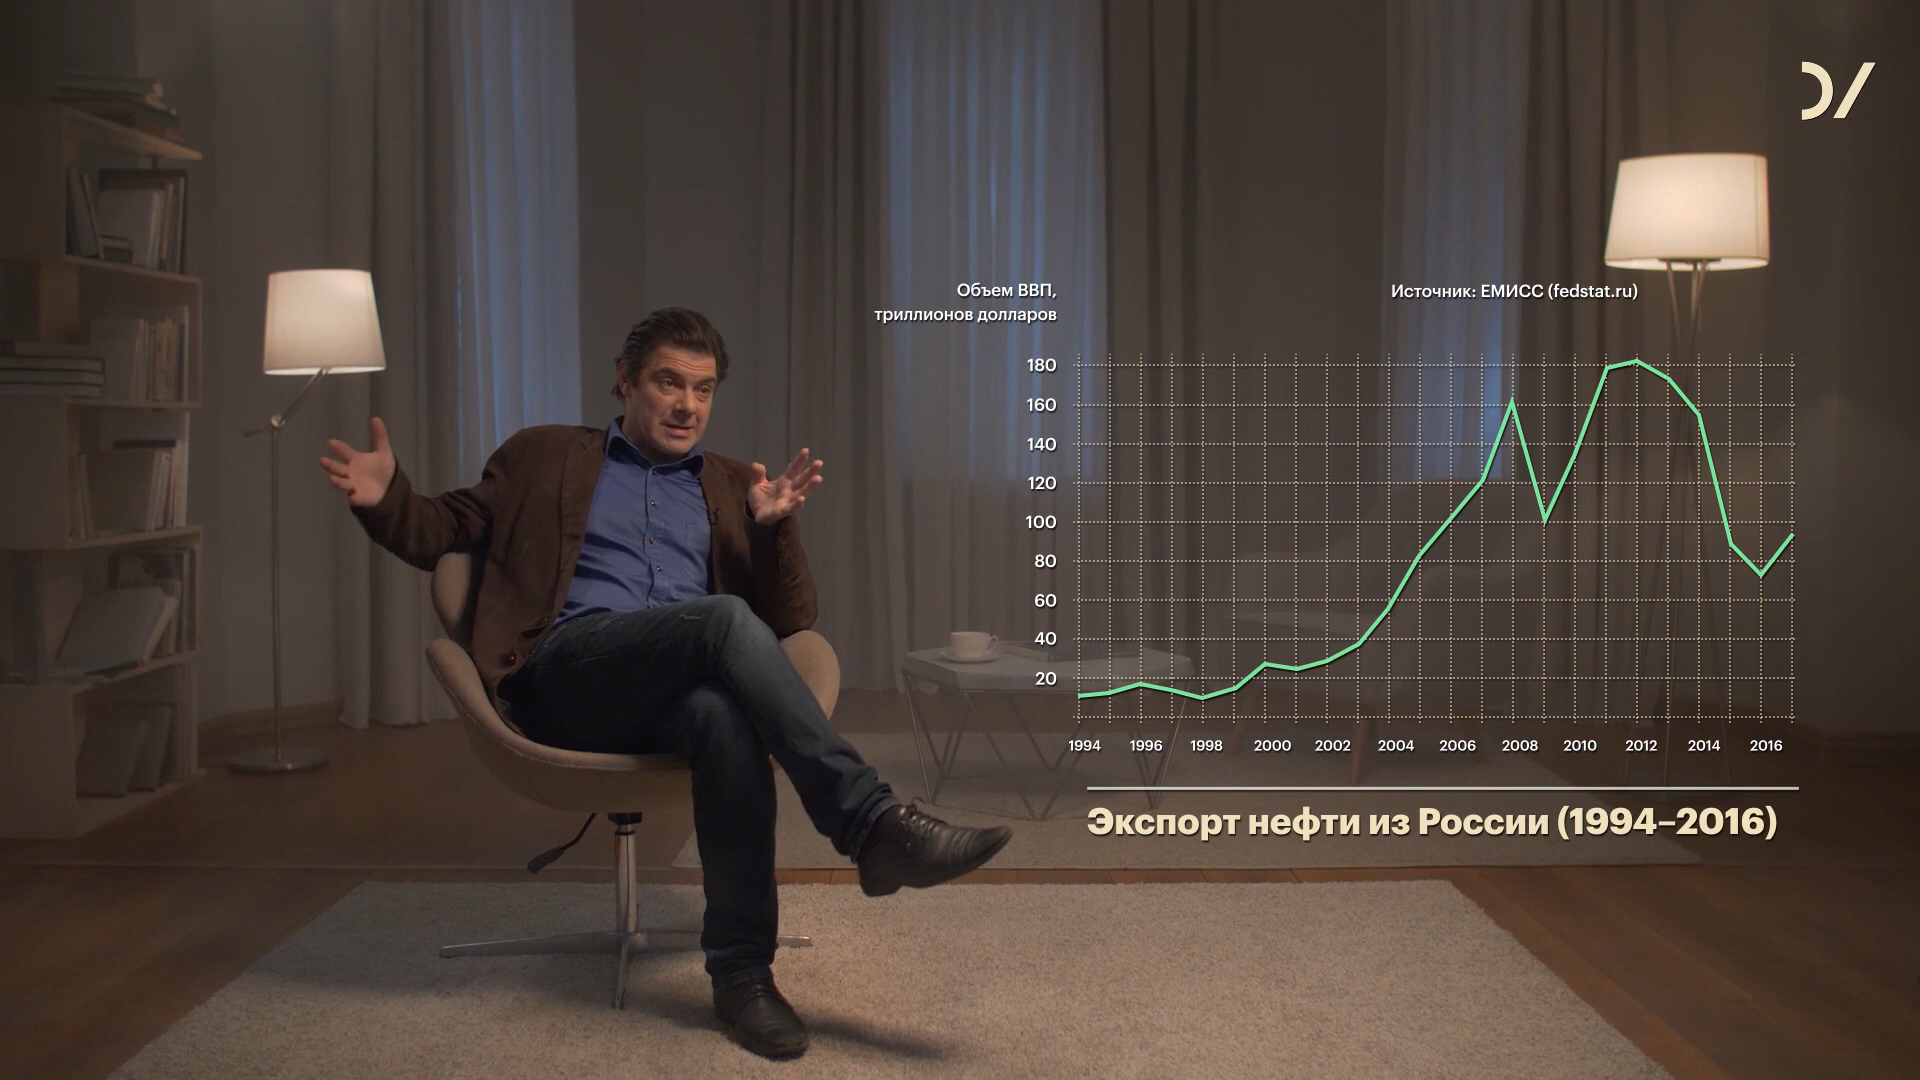 Объем ВВП,
триллионов долларов
Источник: ЕМИСС (fedstat.ru)
180
160
140
120
100
80
60
40
20
1994 1996 1998 2000 2002 2004 2006 2008 2010 2012 2014 2016
Экспорт нефти из России (1994–2016)